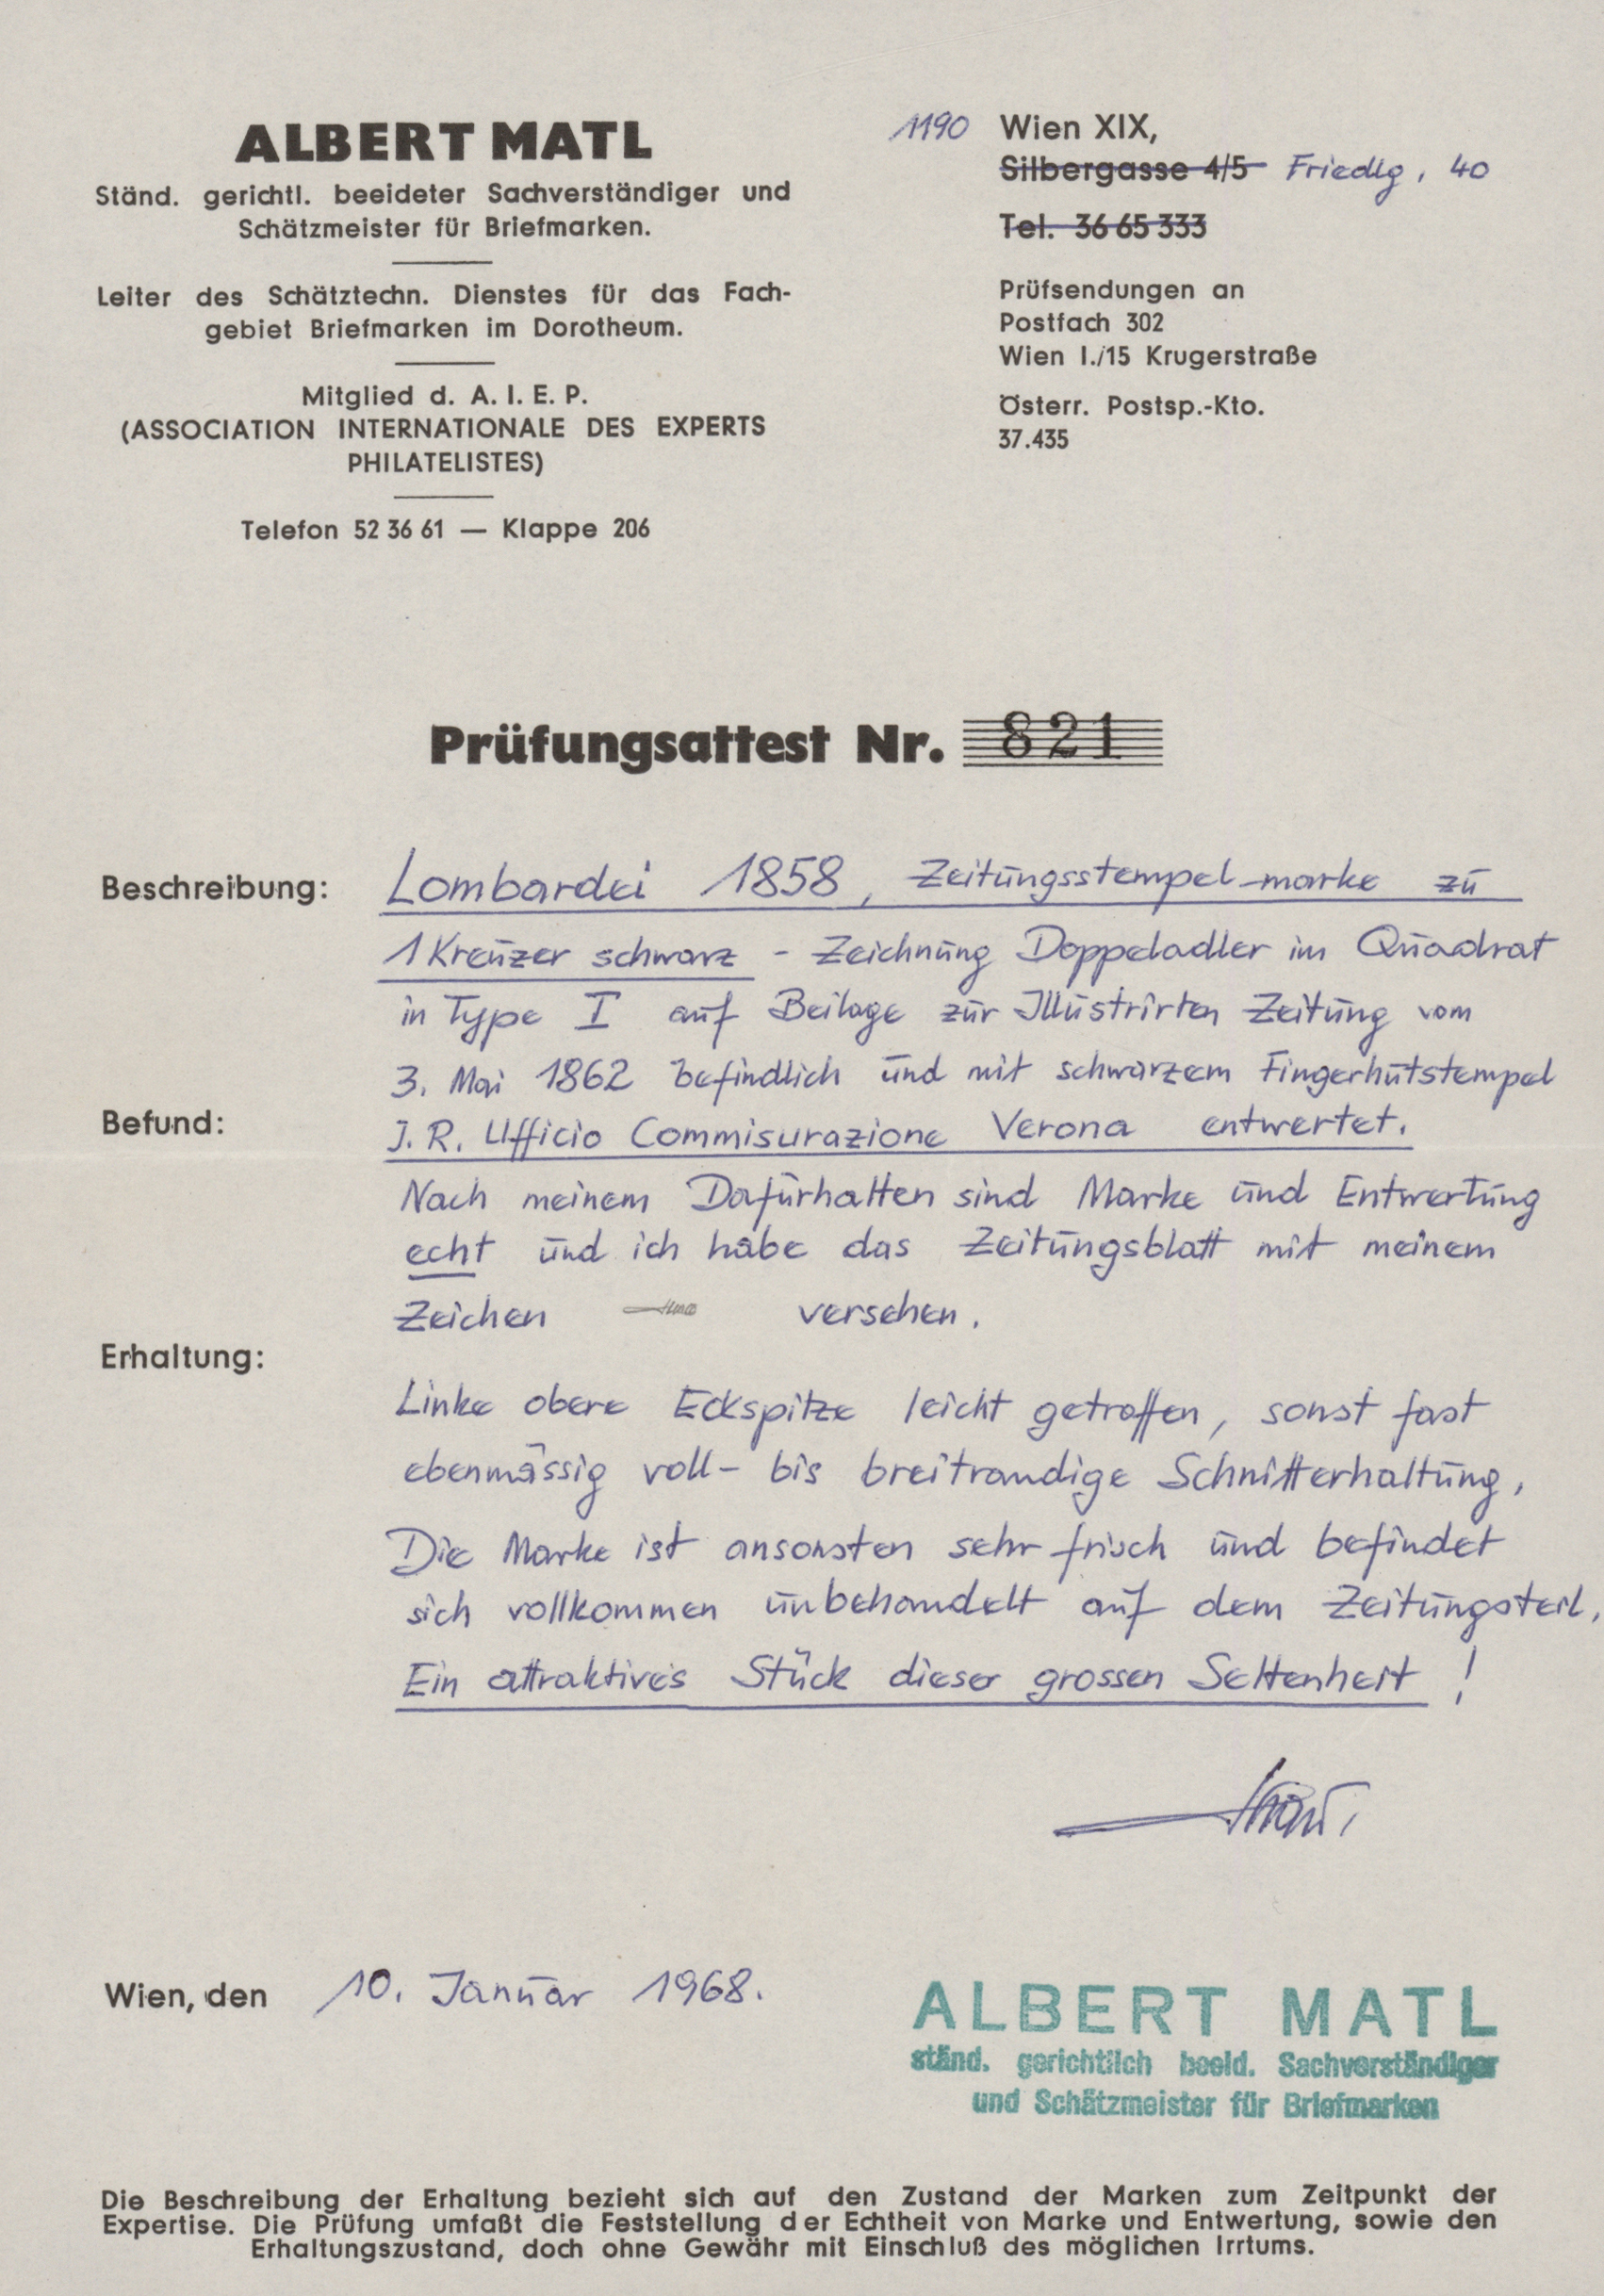 ALBERT MATL
Ständ. gerichtl. beeideter Sachverständiger und
Schätzmeister für Briefmarken.
Leiter des Schätztechn. Dienstes für das Fach-
gebiet Briefmarken im Dorotheum.
Mitglied d. A. I. E. P.
(ASSOCIATION INTERNATIONALE DES EXPERTS
PHILATELISTES)
Telefon 52 36 61 — Klappe 206
1190 Wien XIX,
Silbergasse 4/5 Friedlg, 40
Tel. 36 65 333
Prüfsendungen an
Postfach 302
Wien I./15 Krugerstraße
Österr. Postsp.-Kto.
37.435
Prüfungsattest Nr. 821
Beschreibung: Lombardei 1858, Zeitungsstempel-marke zu
1 Kreuzer schwarz - Zeichnung Doppeladler im Quadrat
in Type I auf Beilage zur Illustrirten Zeitung vom
3. Mai 1862 befindlich und mit schwarzem Fingerhutstempel
Befund: J. R. Ufficio Commisurazione Verona entwertet.
Nach meinem Dafürhalten sind Marke und Entwertung
echt und ich habe das Zeitungsblatt mit meinem
Zeichen versehen.
Erhaltung:
Linke obere Eckspitze leicht getroffen, sonst fast
ebenmässig voll- bis breitrandige Schnitterhaltung,
Die Marke ist ansonsten sehr frisch und befindet
sich vollkommen unbehandelt auf dem Zeitungsteil,
Ein attraktives Stück dieser grossen Seltenheit !
Wien, den 10. Januar 1968.
ALBERT MATL
ständ. gerichtlich beeid. Sachverständiger
und Schätzmeister für Briefmarken
Die Beschreibung der Erhaltung bezieht sich auf den Zustand der Marken zum Zeitpunkt der
Expertise. Die Prüfung umfaßt die Feststellung der Echtheit von Marke und Entwertung, sowie den
Erhaltungszustand, doch ohne Gewähr mit Einschluß des möglichen Irrtums.